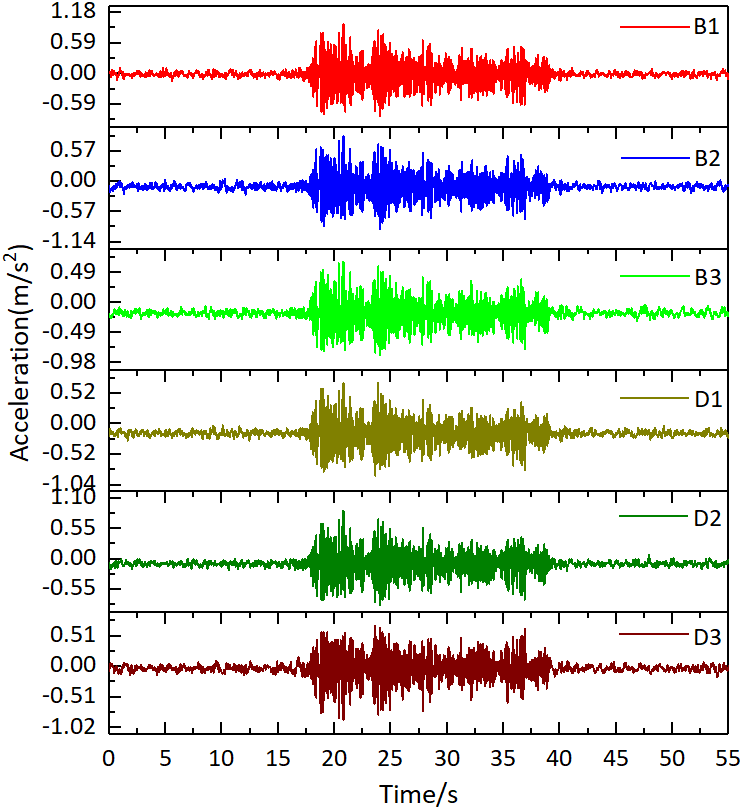 1.18
B1
0.59
0.00
-0.59
B2
0.57
0.00
-0.57
-1.14
B3
0.49
0.00
-0.49
-0.98
D1
0.52
0.00
-0.52
-1.04
1.10
D2
0.55
0.00
-0.55
D3
0.51
0.00
-0.51
-1.02
Acceleration(m/s²)
0 5 10 15 20 25 30 35 40 45 50 55
Time/s